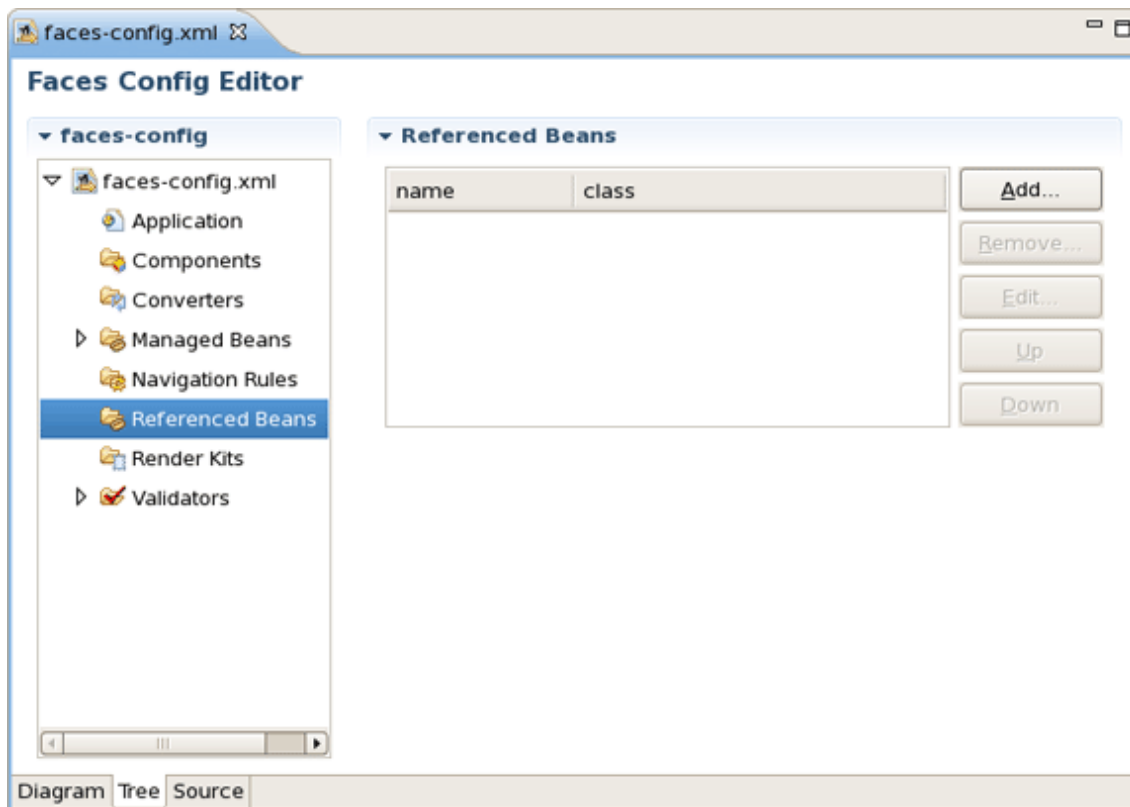 faces-config.xml
Faces Config Editor
faces-config
faces-config.xml
Application
Components
Converters
Managed Beans
Navigation Rules
Referenced Beans
Render Kits
Validators
Referenced Beans
name class
Add...
Remove...
Edit...
Up
Down
Diagram Tree Source